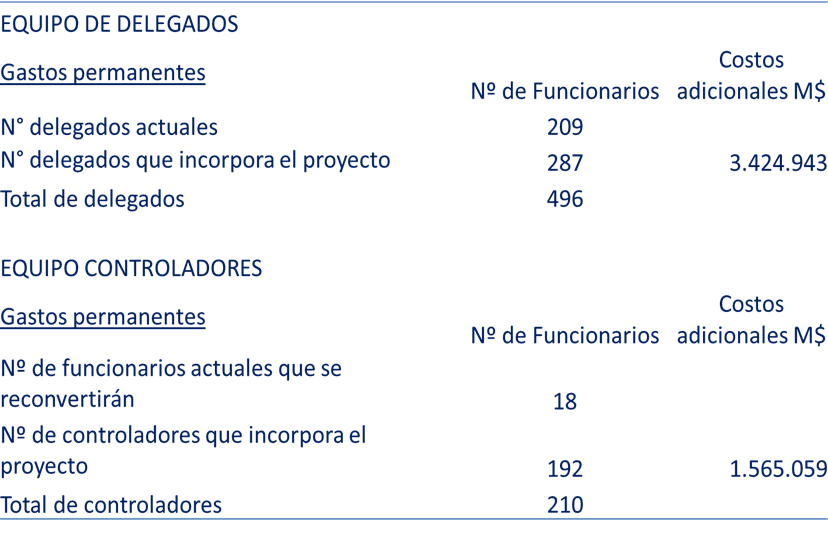 EQUIPO DE DELEGADOS
Costos
Gastos permanentes
Nº de Funcionarios adicionales M$
N° delegados actuales 209
N° delegados que incorpora el proyecto 287 3.424.943
Total de delegados 496
EQUIPO CONTROLADORES
Costos
Gastos permanentes
Nº de Funcionarios adicionales M$
Nº de funcionarios actuales que se
reconvertirán 18
Nº de controladores que incorpora el
proyecto 192 1.565.059
Total de controladores 210